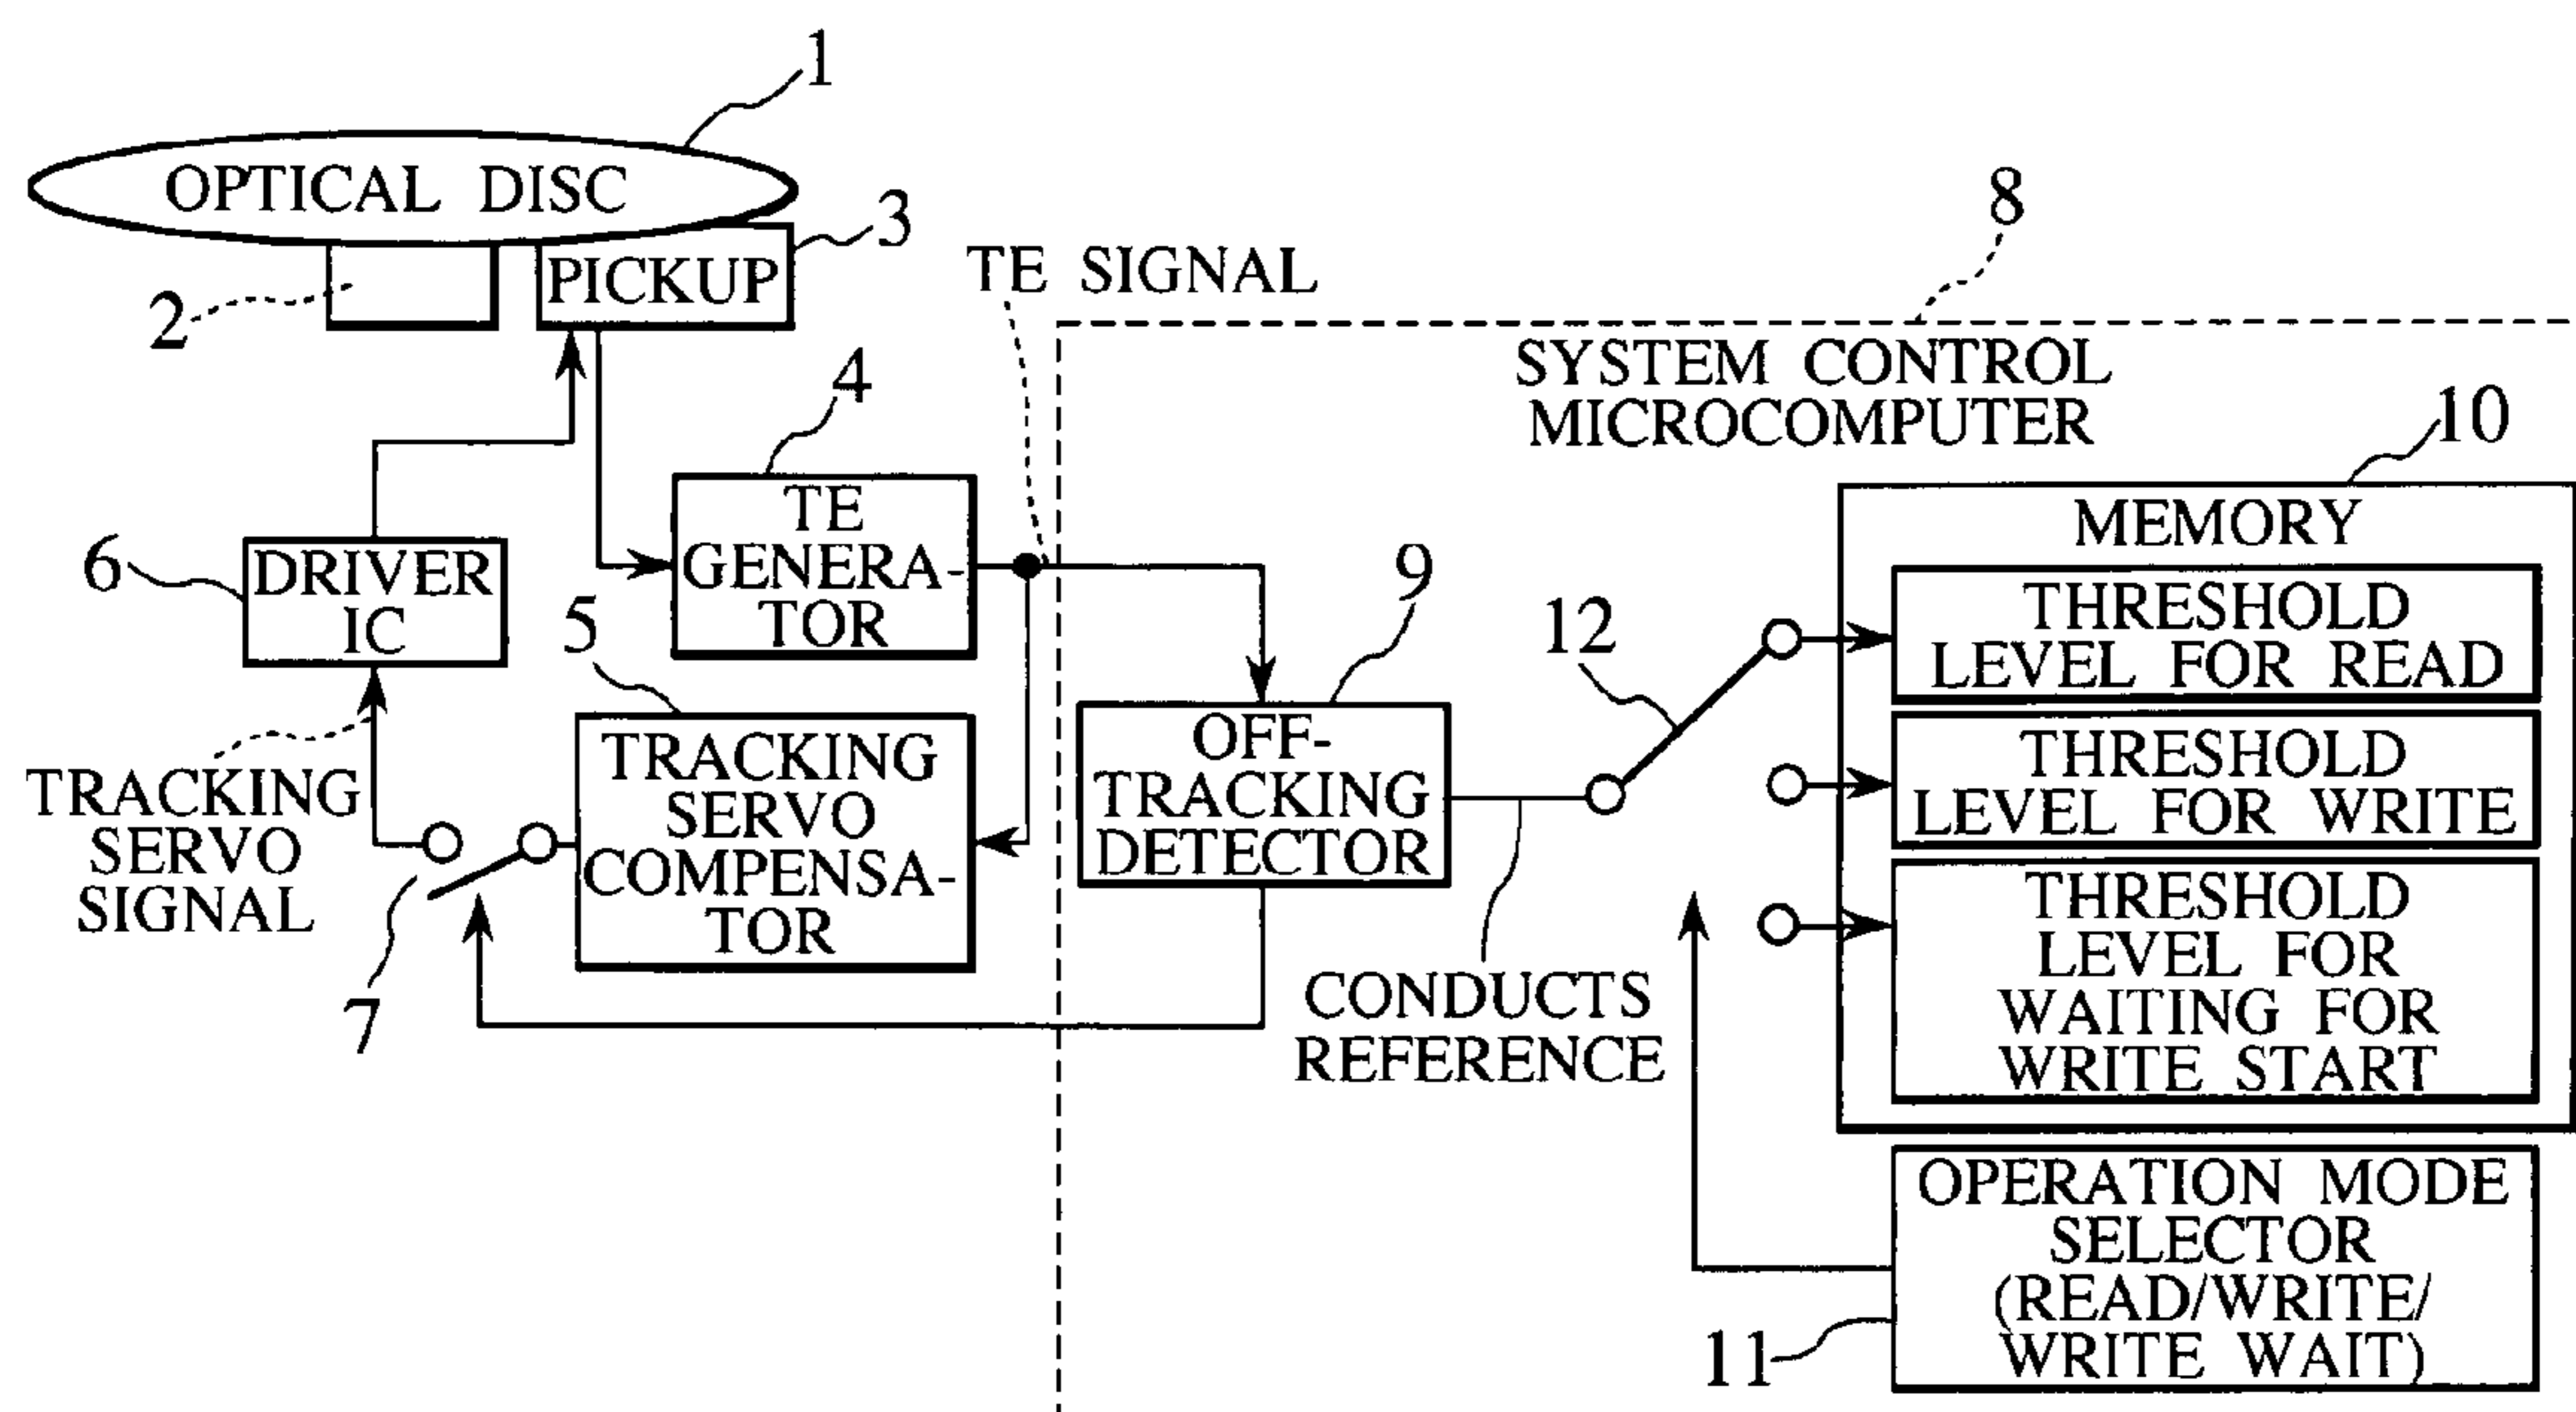 1
OPTICAL DISC
3
PICKUP
2
TE SIGNAL
8
SYSTEM CONTROL
MICROCOMPUTER
4
10
TE
GENERA-
TOR
MEMORY
6
DRIVER
IC
5
9
12
THRESHOLD
LEVEL FOR READ
TRACKING
SERVO
COMPENSA-
TOR
OFF-
TRACKING
DETECTOR
THRESHOLD
LEVEL FOR WRITE
TRACKING
SERVO
SIGNAL
7
CONDUCTS
REFERENCE
THRESHOLD
LEVEL FOR
WAITING FOR
WRITE START
OPERATION MODE
SELECTOR
(READ/WRITE/
WRITE WAIT)
11